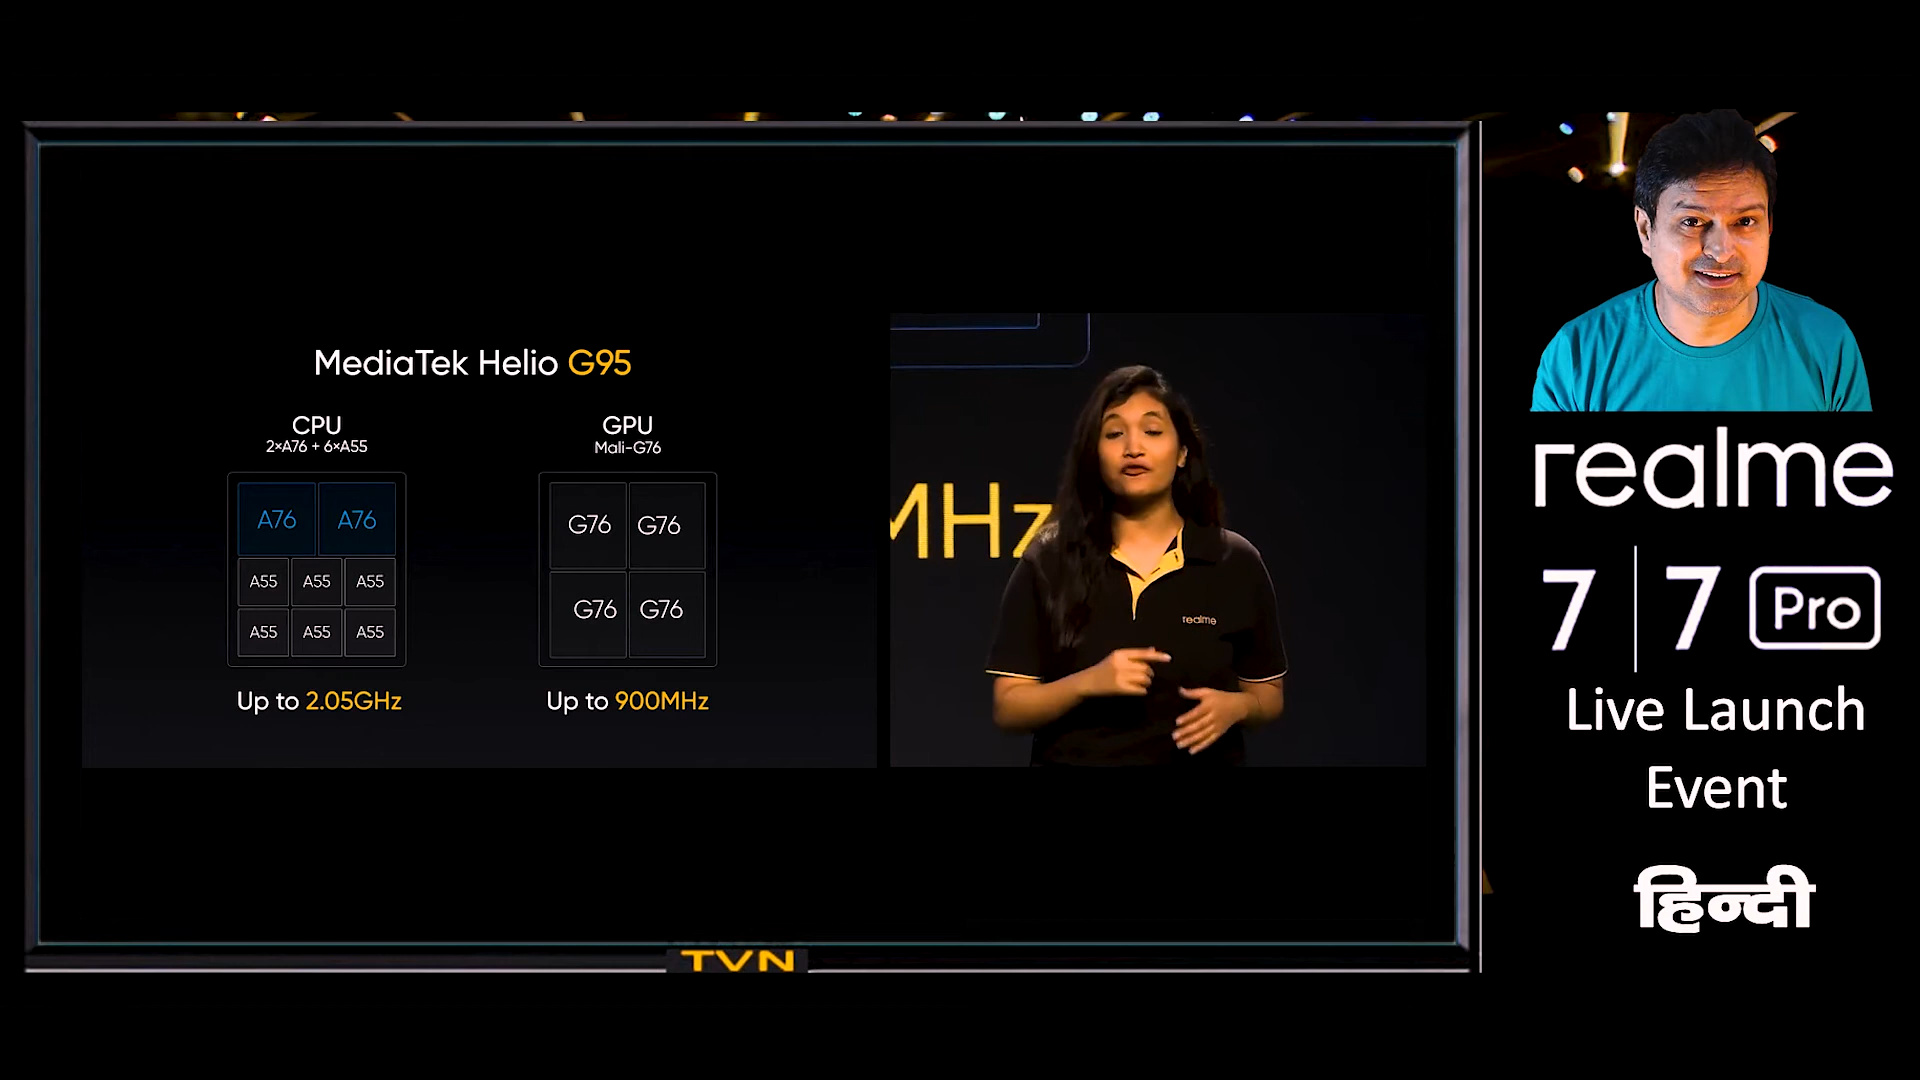 MediaTek Helio G95
CPU
2×A76 + 6×A55
A76 A76
A55 A55 A55
A55 A55 A55
Up to 2.05GHz
GPU
Mali-G76
G76 G76
G76 G76
Up to 900MHz
MHz
realme
TVN
realme
7 | 7 Pro
Live Launch
Event
हिन्दी